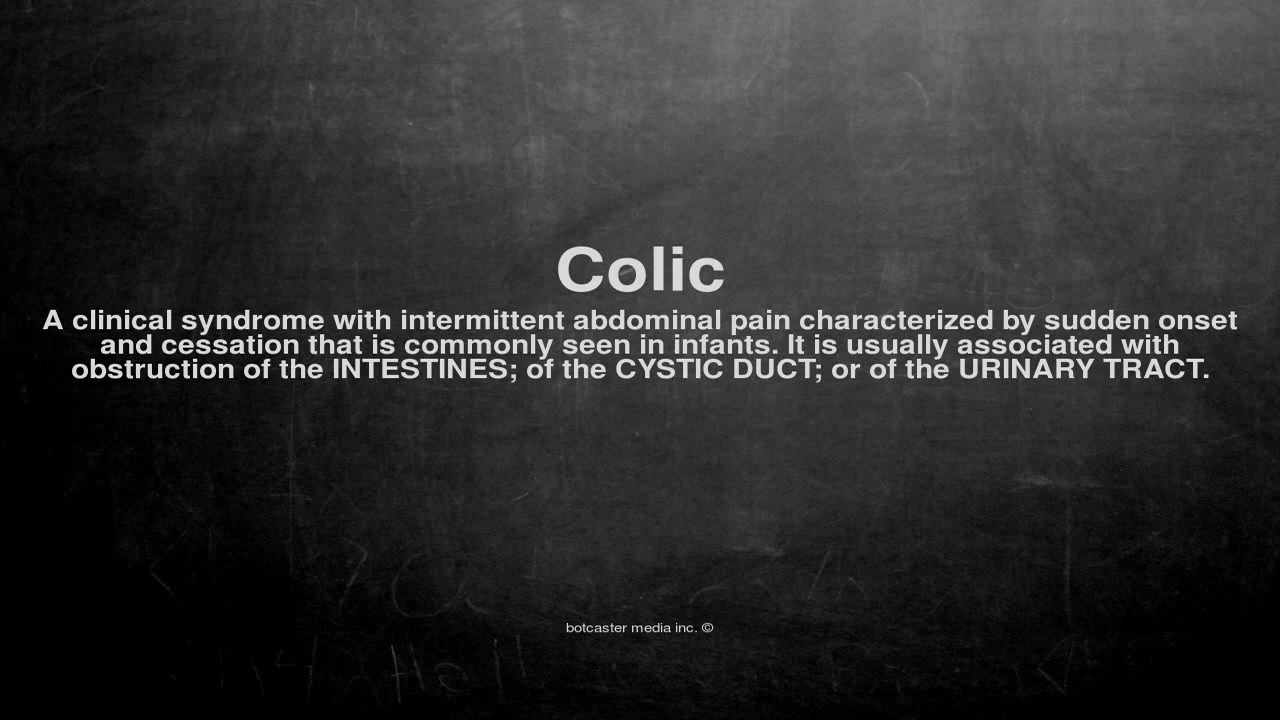 Colic
A clinical syndrome with intermittent abdominal pain characterized by sudden onset
and cessation that is commonly seen in infants. It is usually associated with
obstruction of the INTESTINES; of the CYSTIC DUCT; or of the URINARY TRACT.
botcaster media inc. ©